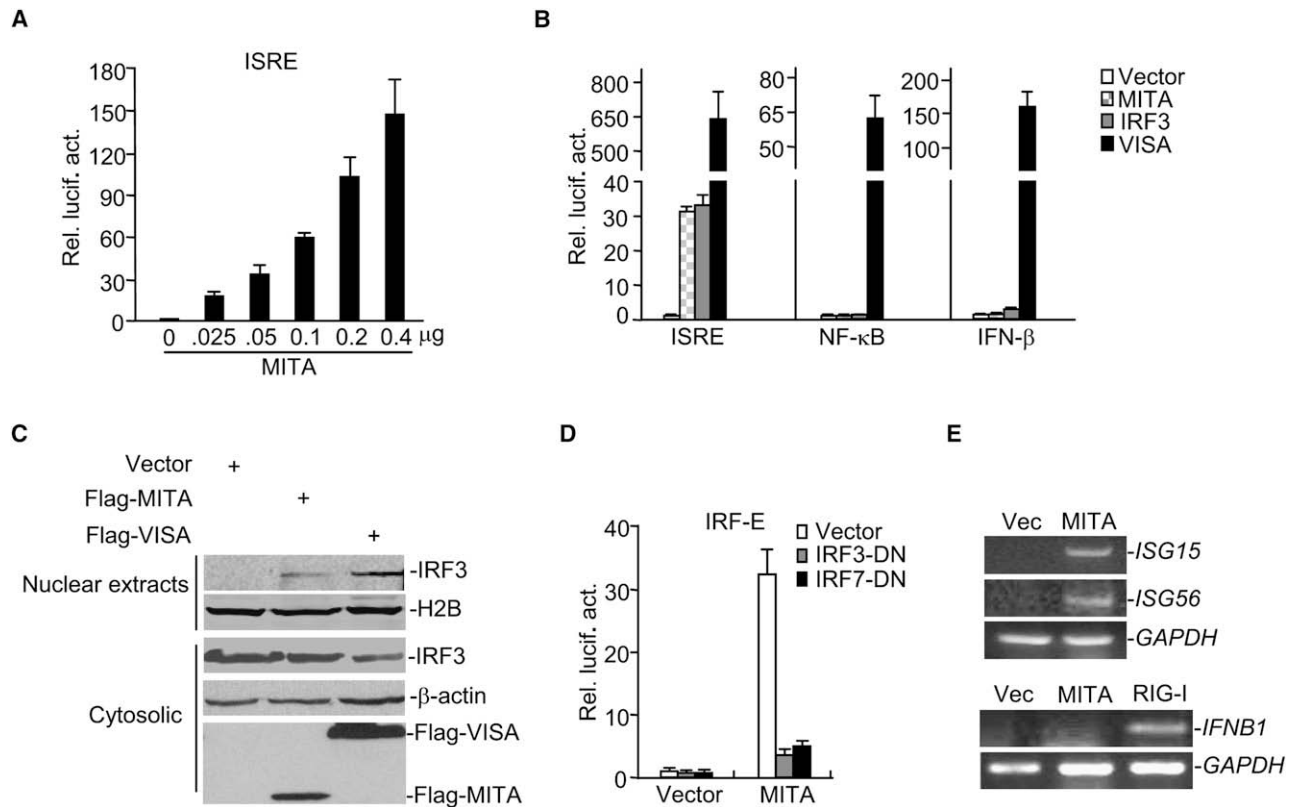 A
ISRE
Rel. lucif. act.
180
150
120
90
60
30
0
0 .025 .05 0.1 0.2 0.4 μg
MITA
B
Rel. lucif. act.
800
650
500
40
30
20
10
0
80
65
50
200
150
100
ISRE NF-κB IFN-β
Vector
MITA
IRF3
VISA
C
Vector +
Flag-MITA +
Flag-VISA +
Nuclear extracts
-IRF3
-H2B
Cytosolic
-IRF3
-β-actin
-Flag-VISA
-Flag-MITA
D
IRF-E
Rel. lucif. act.
40
30
20
10
0
Vector MITA
Vector
IRF3-DN
IRF7-DN
E
Vec MITA
-ISG15
-ISG56
-GAPDH
Vec MITA RIG-I
-IFNB1
-GAPDH